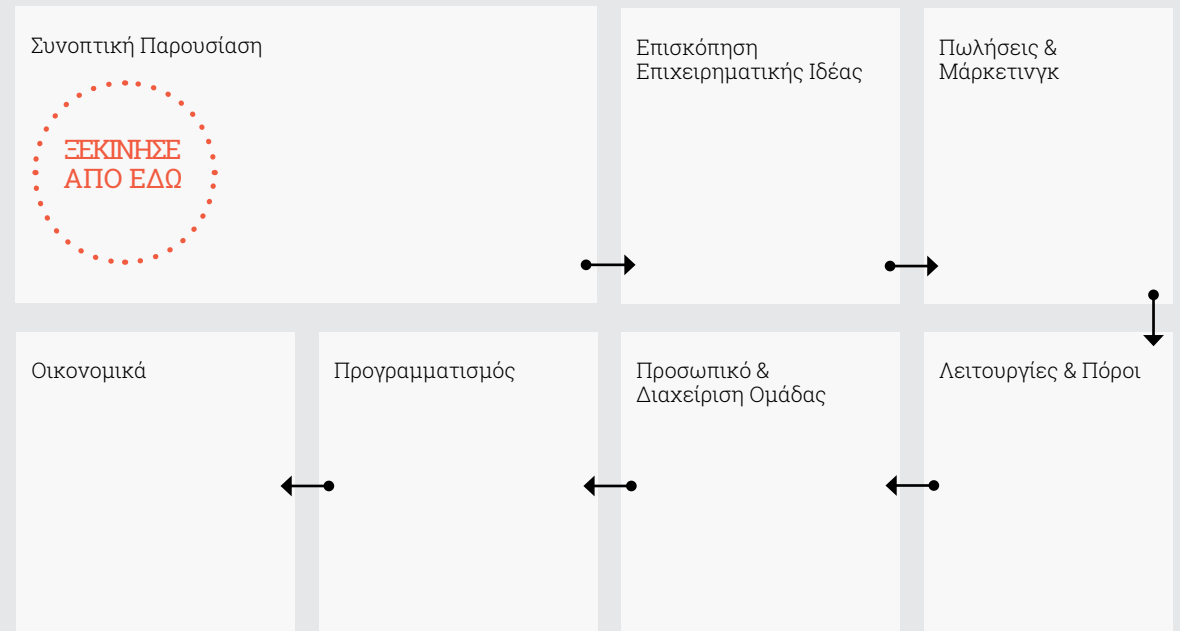 Συνοπτική Παρουσίαση
ΞΕΚΙΝΗΣΕ
ΑΠΟ ΕΔΩ
Επισκόπηση
Επιχειρηματικής Ιδέας
Πωλήσεις &
Μάρκετινγκ
Λειτουργίες & Πόροι
Προσωπικό &
Διαχείριση Ομάδας
Προγραμματισμός
Οικονομικά